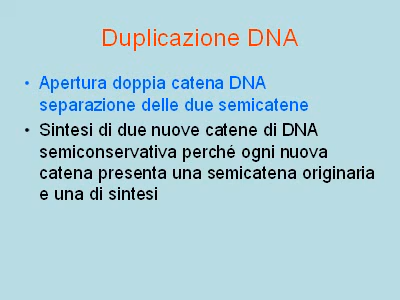 Duplicazione DNA
• Apertura doppia catena DNA
separazione delle due semicatene
• Sintesi di due nuove catene di DNA
semiconservativa perché ogni nuova
catena presenta una semicatena originaria
e una di sintesi